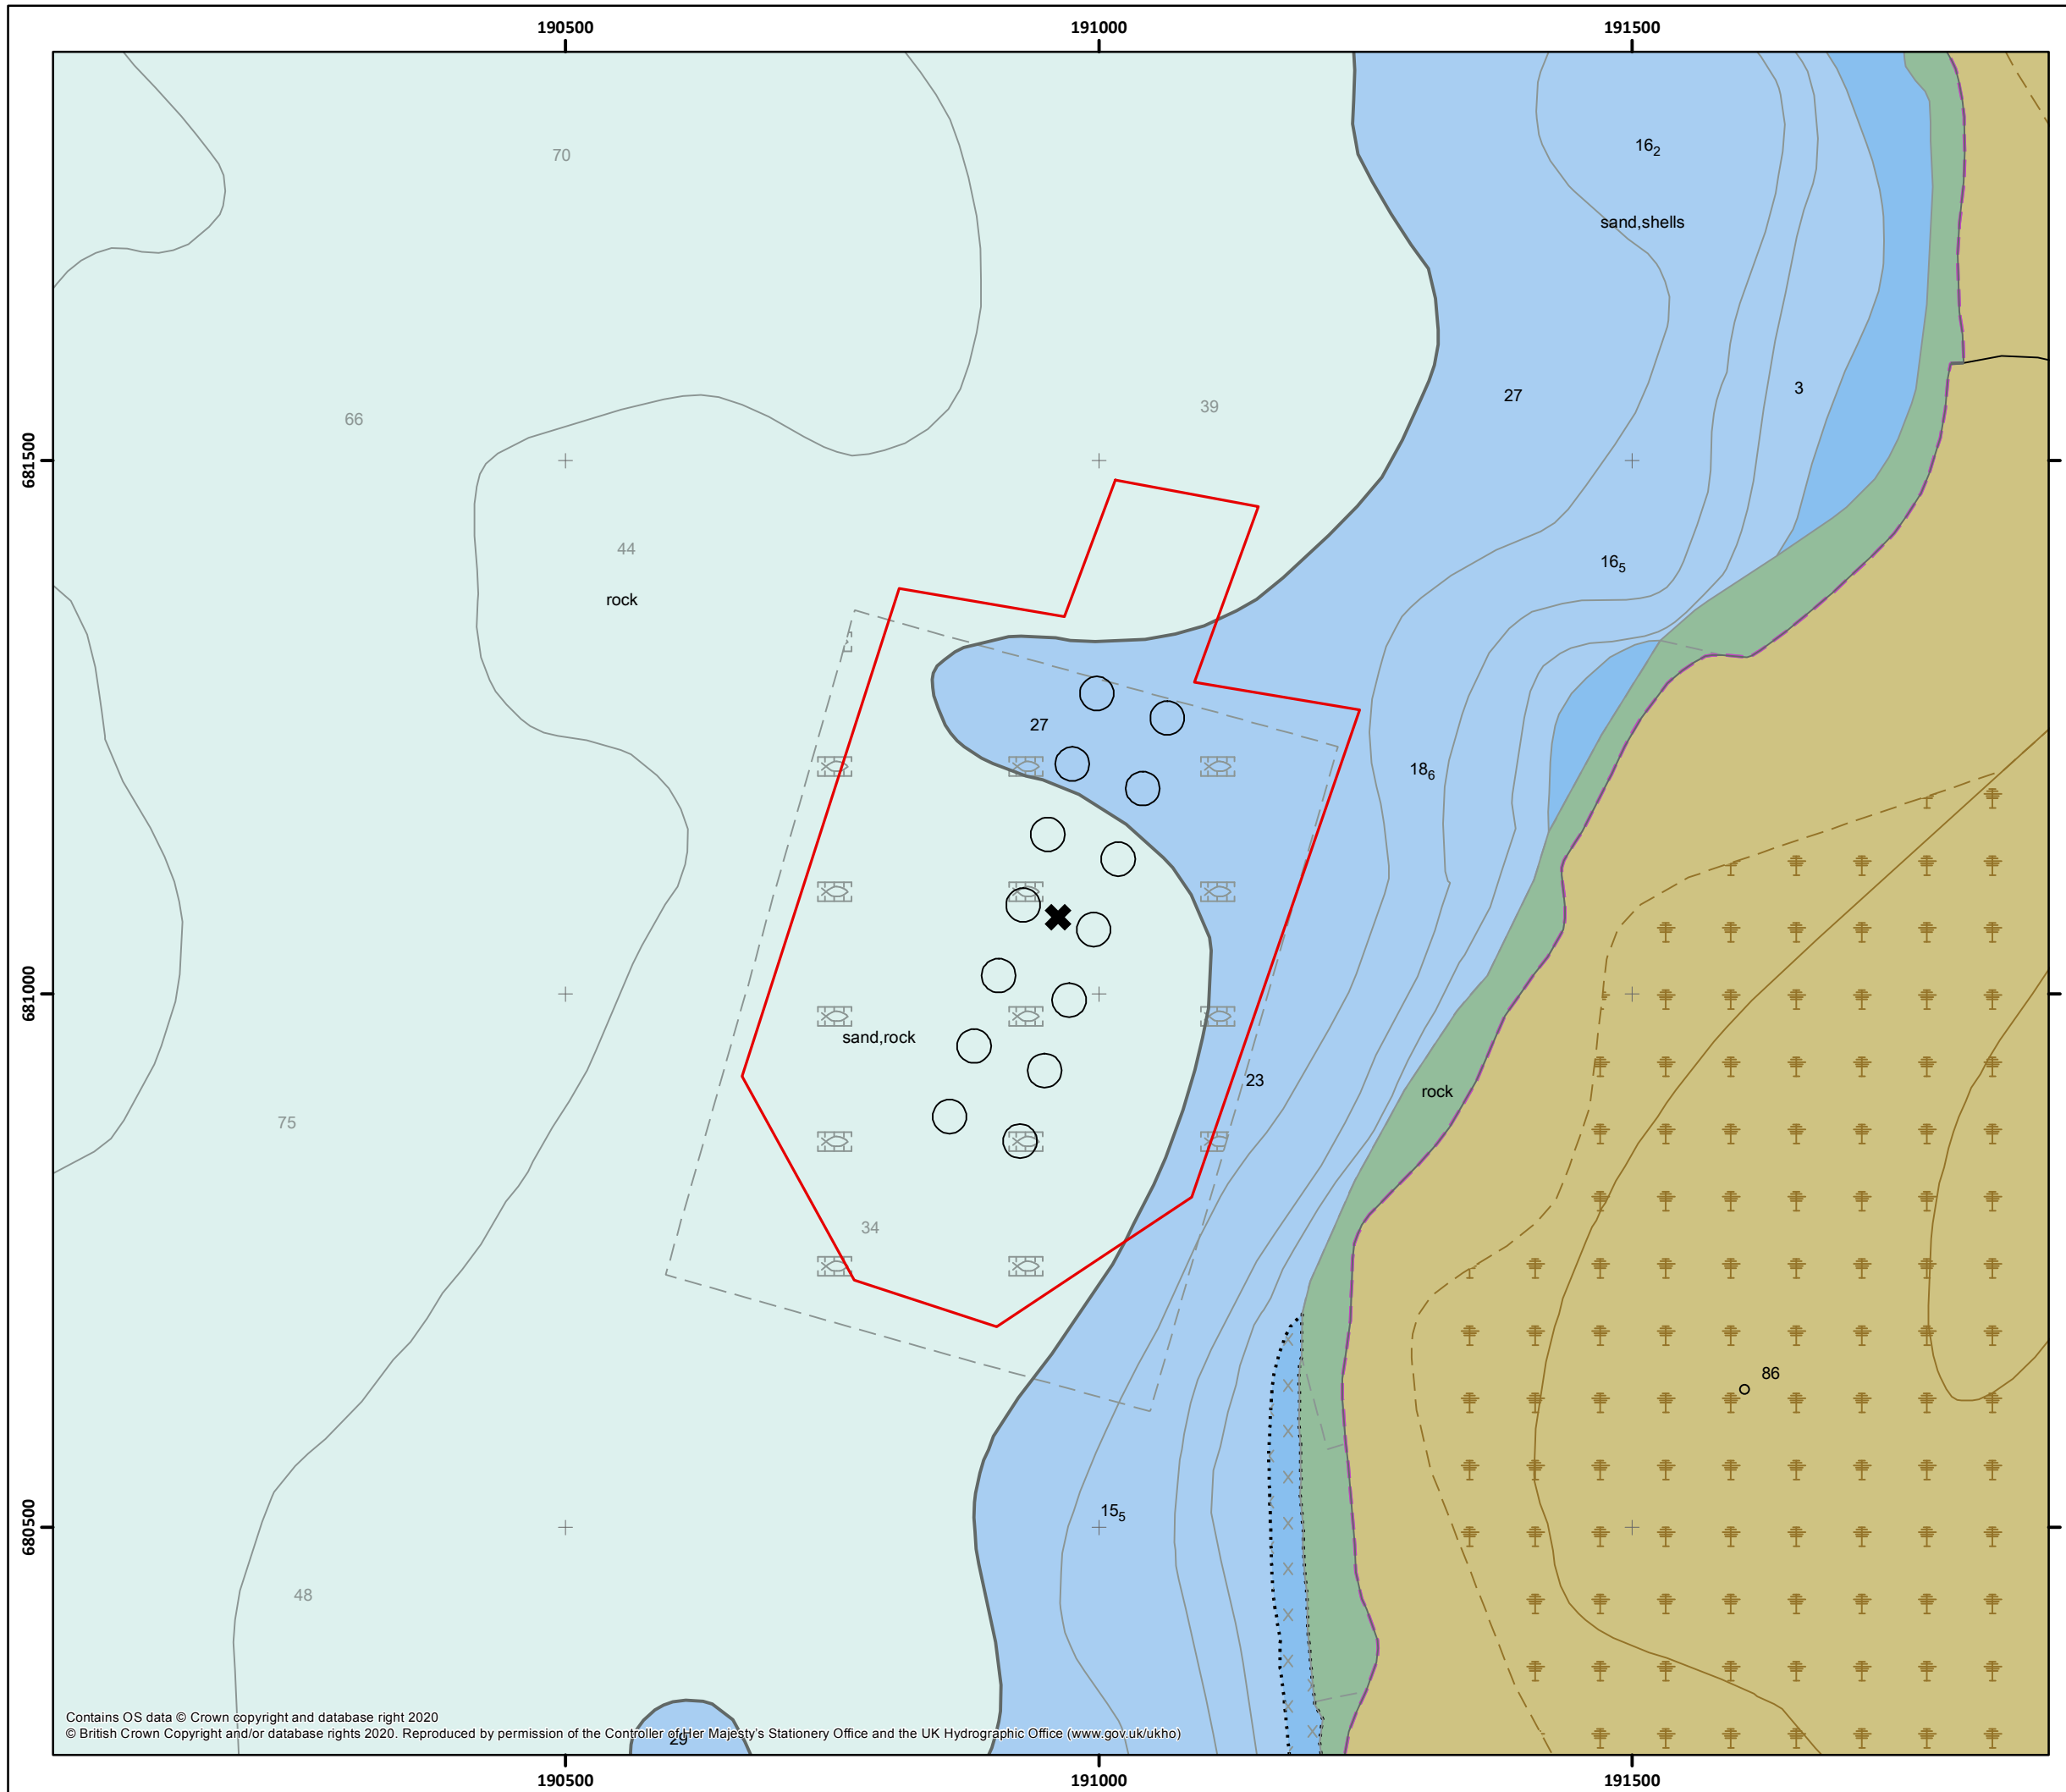 190500 191000 191500
70
16₂
sand,shells
3
27
39
66
681500 681500
44
16₅
rock
27
18₆
681000
sand,rock
23
rock
75
34
86
15₅
680500
48
Contains OS data © Crown copyright and database right 2020
© British Crown Copyright and/or database rights 2020. Reproduced by permission of the Controller of Her Majesty's Stationery Office and the UK Hydrographic Office (www.gov.uk/ukho)
29
190500 191000 191500